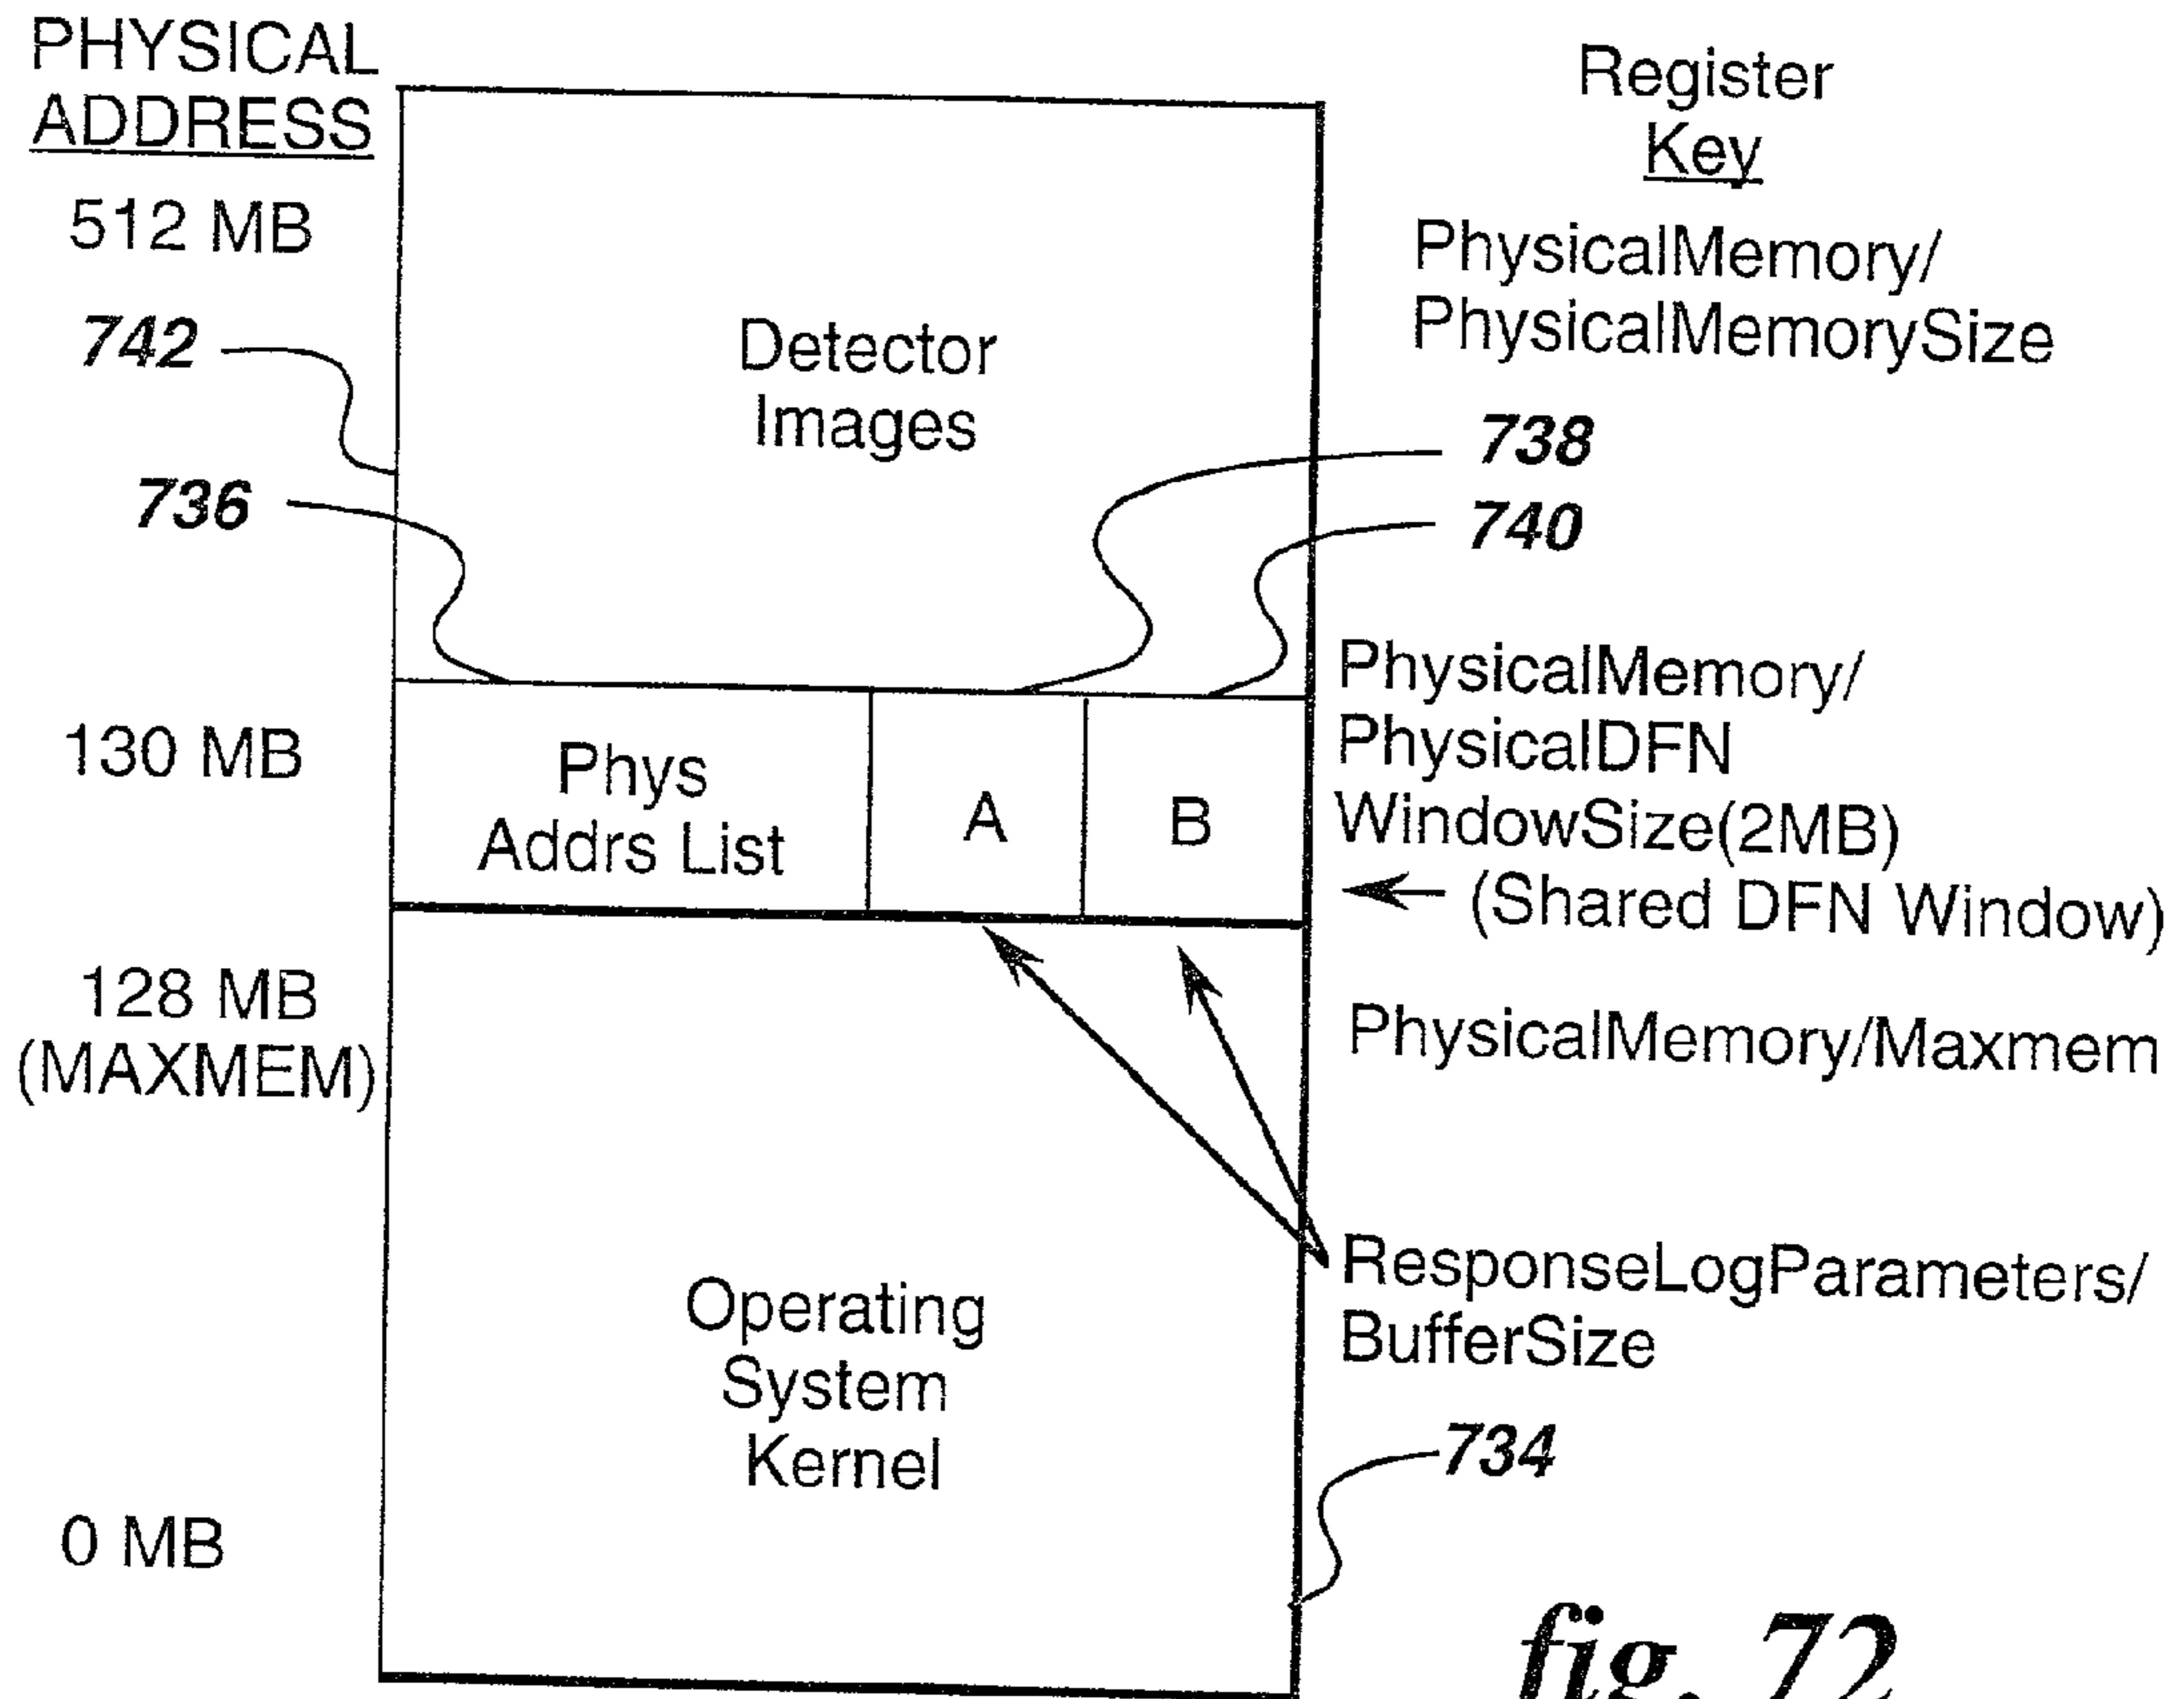 PHYSICAL
ADDRESS
512 MB
742
736
130 MB
128 MB
(MAXMEM)
0 MB
Detector
Images
Phys
Addrs List
A
B
Operating
System
Kernel
Register
Key
PhysicalMemory/
PhysicalMemorySize
738
740
PhysicalMemory/
PhysicalDFN
WindowSize(2MB)
(Shared DFN Window)
PhysicalMemory/Maxmem
ResponseLogParameters/
BufferSize
734
fig. 72